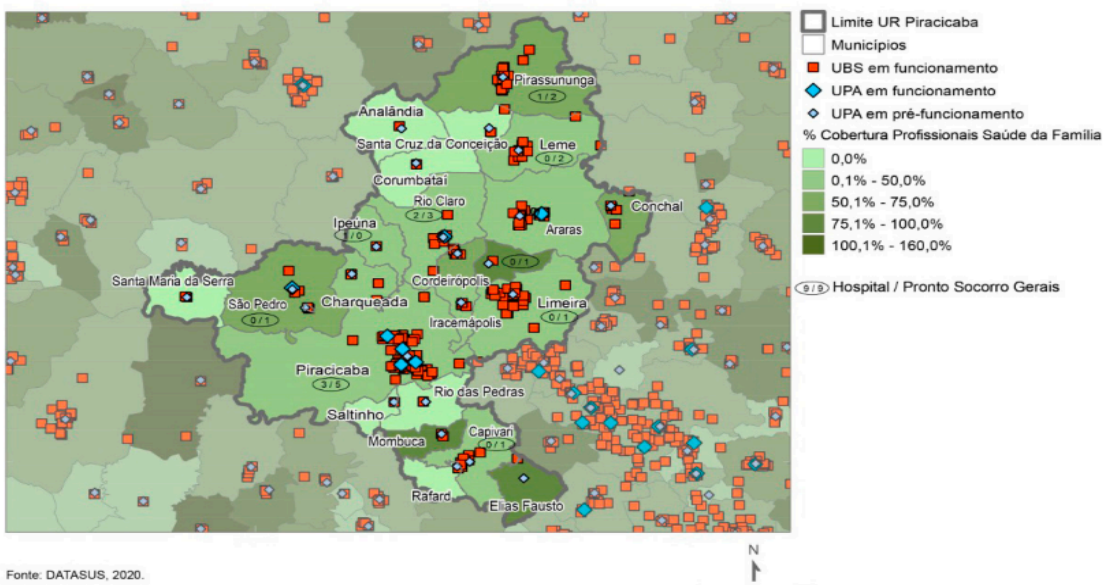 Pirassununga
1 / 2
Analândia
Santa Cruz da Conceição
Leme
0 / 2
Corumbataí
Rio Claro
2 / 3
Conchal
Ipeúna
1 / 0
Araras
0 / 1
Santa Maria da Serra
Cordeirópolis
São Pedro
0 / 1
Charqueada
Limeira
0 / 1
Iracemápolis
Piracicaba
3 / 5
Rio das Pedras
Saltinho
Mombuca
Capivari
0 / 1
Rafard
Elias Fausto
Limite UR Piracicaba
Municípios
UBS em funcionamento
UPA em funcionamento
UPA em pré-funcionamento
% Cobertura Profissionais Saúde da Família
0,0%
0,1% - 50,0%
50,1% - 75,0%
75,1% - 100,0%
100,1% - 160,0%
9 / 9 Hospital / Pronto Socorro Gerais
N
Fonte: DATASUS, 2020.